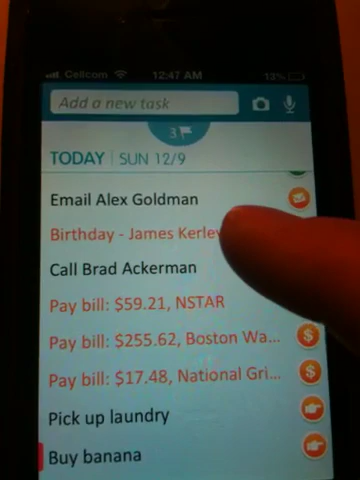 Cellcom 12:47 AM 13%
Add a new task
3
TODAY | SUN 12/9
Email Alex Goldman
Birthday - James Kerley
Call Brad Ackerman
Pay bill: $59.21, NSTAR
Pay bill: $255.62, Boston Wa... $
Pay bill: $17.48, National Gri... $
Pick up laundry
Buy banana